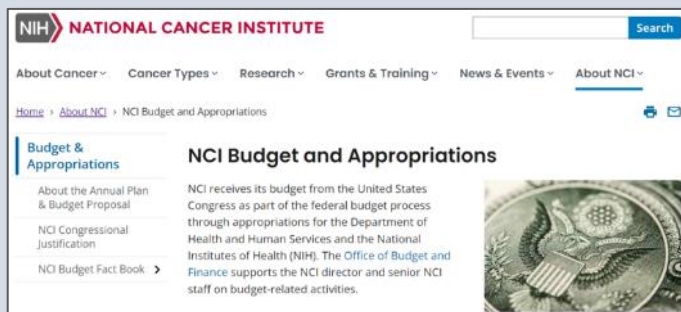 NIH NATIONAL CANCER INSTITUTE
Search
About Cancer Cancer Types Research Grants & Training News & Events About NCI
Home › About NCI › NCI Budget and Appropriations
Budget &
Appropriations
About the Annual Plan
& Budget Proposal
NCI Congressional
Justification
NCI Budget Fact Book
NCI Budget and Appropriations
NCI receives its budget from the United States
Congress as part of the federal budget process
through appropriations for the Department of
Health and Human Services and the National
Institutes of Health (NIH). The Office of Budget and
Finance supports the NCI director and senior NCI
staff on budget-related activities.